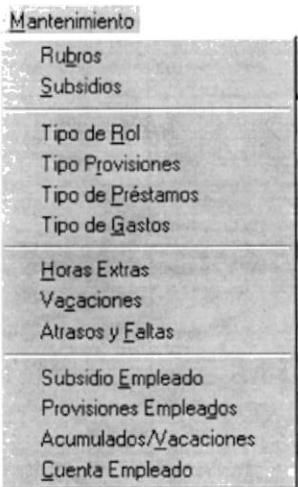 Mantenimiento
Rubros
Subsidios
Tipo de Rol
Tipo Provisiones
Tipo de Préstamos
Tipo de Gastos
Horas Extras
Vacaciones
Atrasos y Faltas
Subsidio Empleado
Provisiones Empleados
Acumulados/Vacaciones
Cuenta Empleado